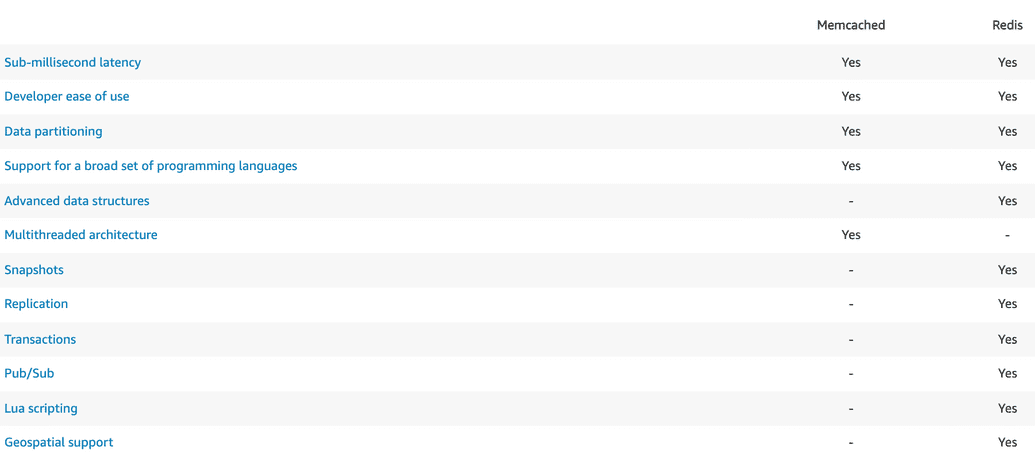 Memcached Redis
Sub-millisecond latency Yes Yes
Developer ease of use Yes Yes
Data partitioning Yes Yes
Support for a broad set of programming languages Yes Yes
Advanced data structures - Yes
Multithreaded architecture Yes -
Snapshots - Yes
Replication - Yes
Transactions - Yes
Pub/Sub - Yes
Lua scripting - Yes
Geospatial support - Yes